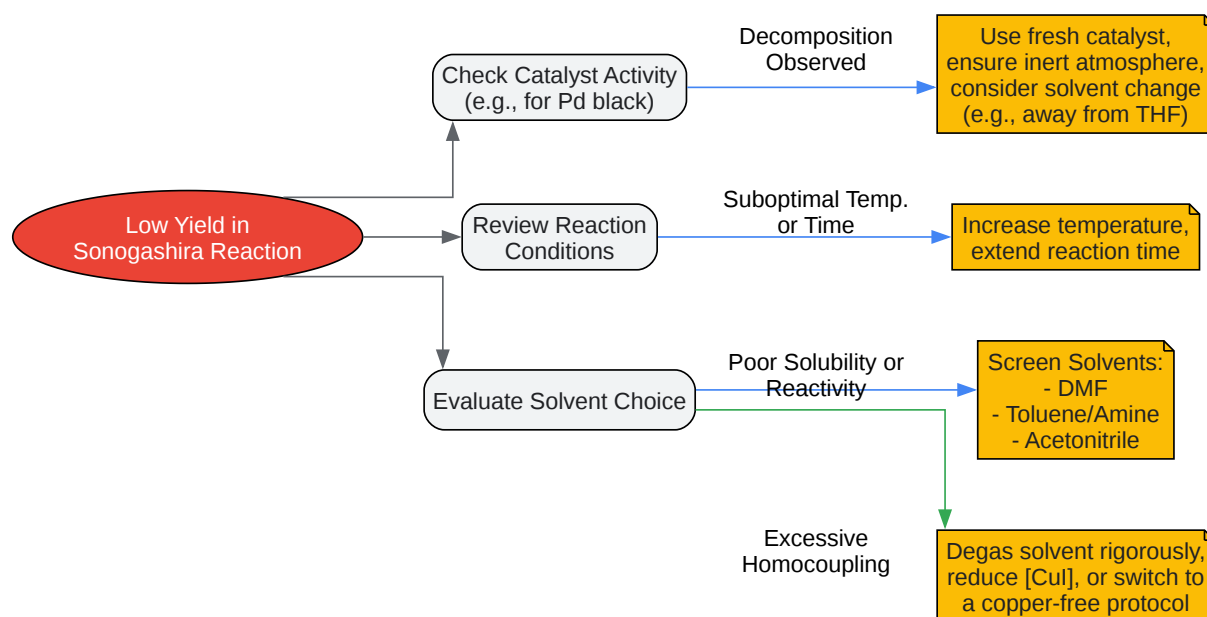 Decomposition
Observed
Use fresh catalyst,
ensure inert atmosphere,
consider solvent change
(e.g., away from THF)
Check Catalyst Activity
(e.g., for Pd black)
Low Yield in
Sonogashira Reaction
Review Reaction
Conditions
Suboptimal Temp.
or Time
Increase temperature,
extend reaction time
Evaluate Solvent Choice
Poor Solubility or
Reactivity
Screen Solvents:
- DMF
- Toluene/Amine
- Acetonitrile
Excessive
Homocoupling
Degas solvent rigorously,
reduce [CuI], or switch to
a copper-free protocol